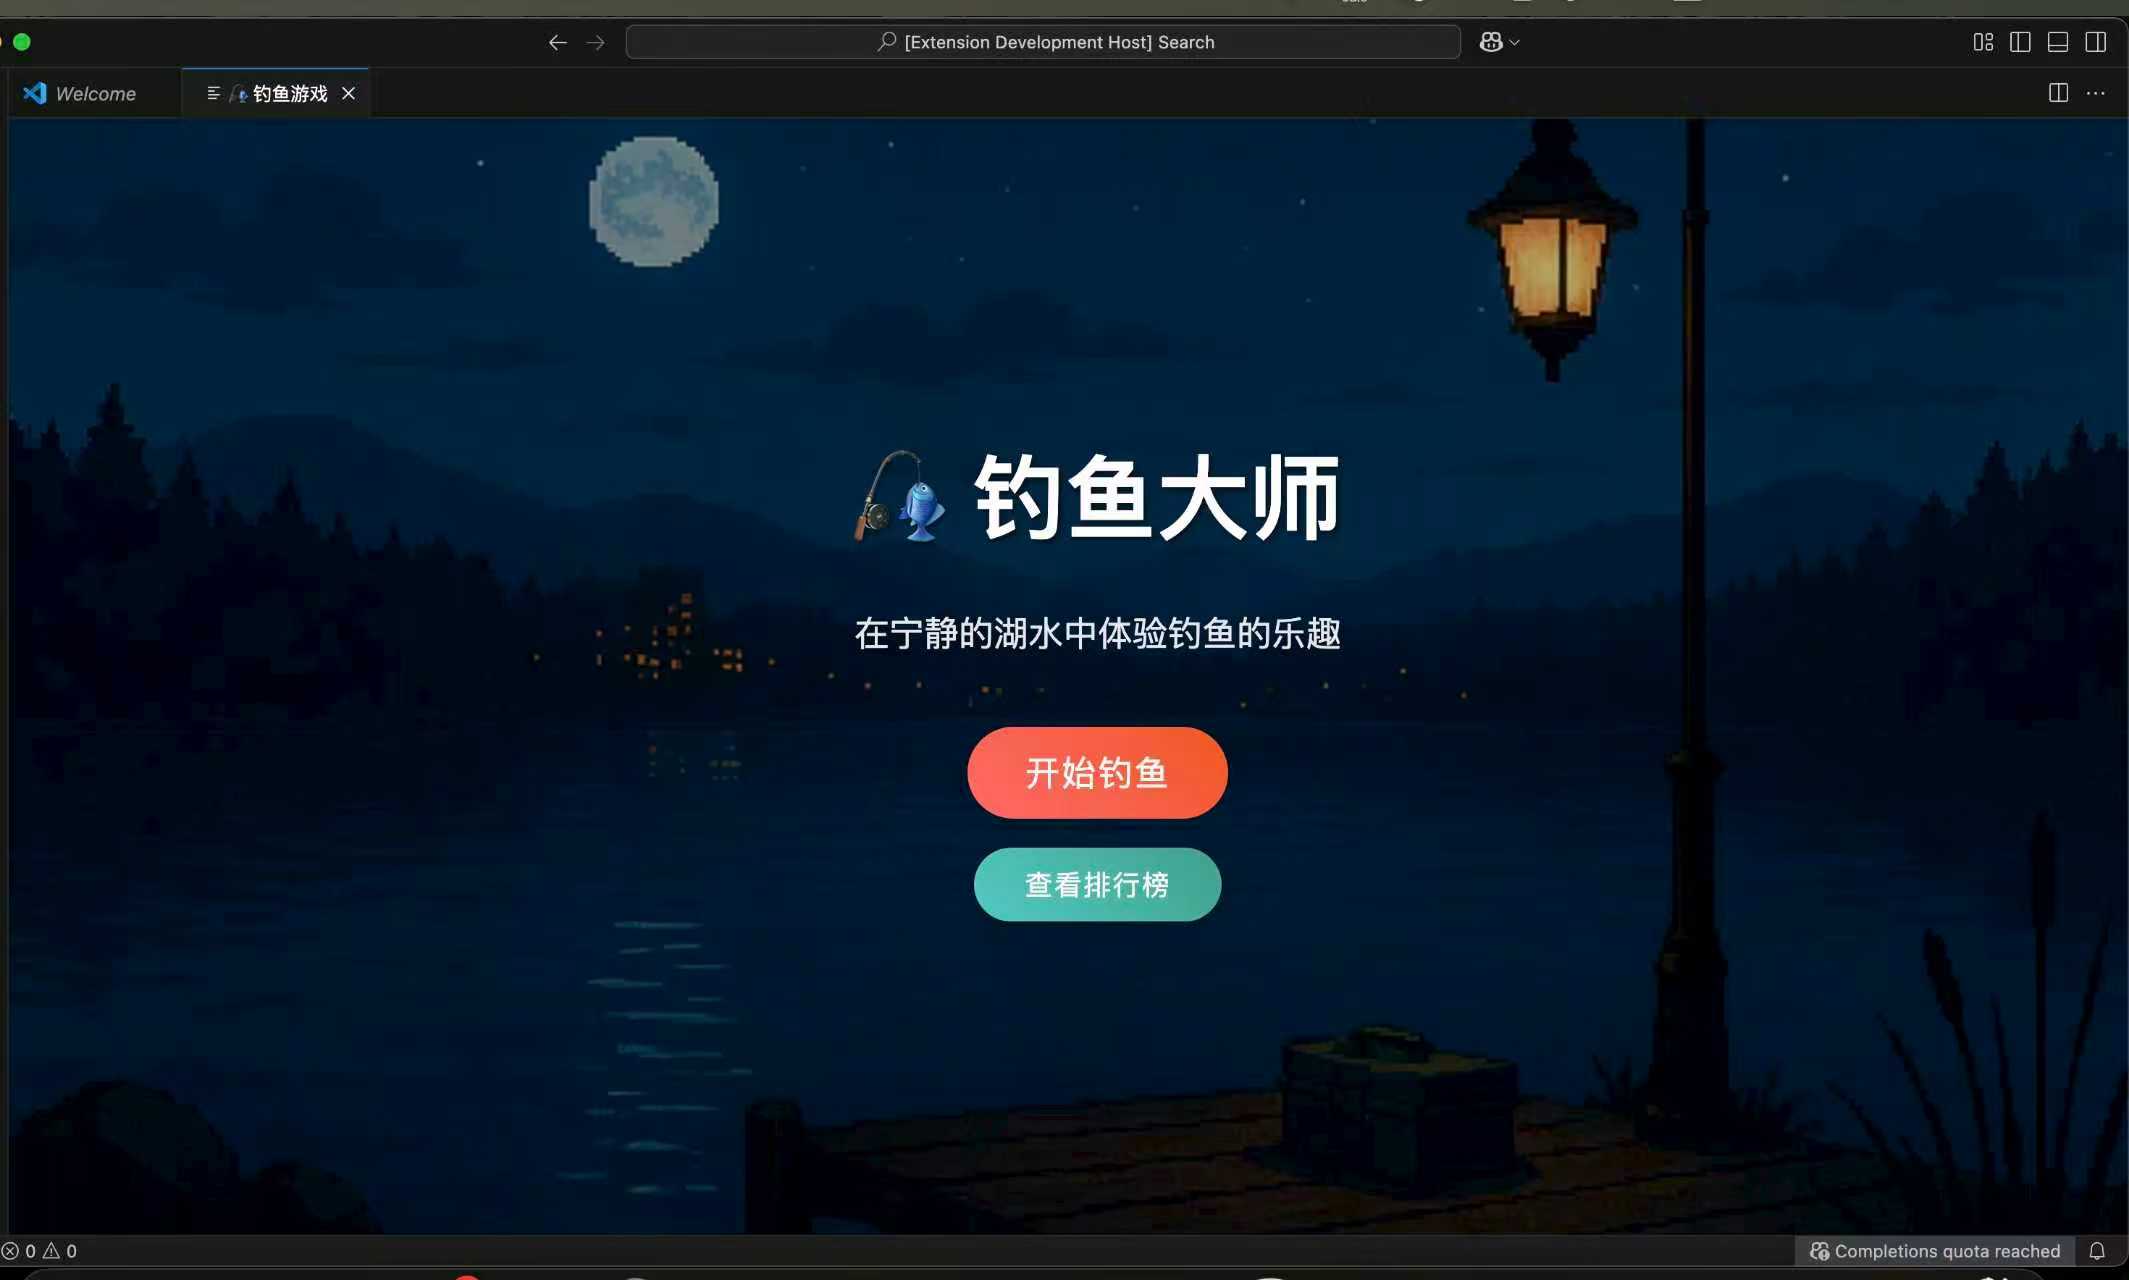 [Extension Development Host] Search
Welcome
钓鱼游戏
钓鱼大师
在宁静的湖水中体验钓鱼的乐趣
开始钓鱼
查看排行榜
0 0
Completions quota reached